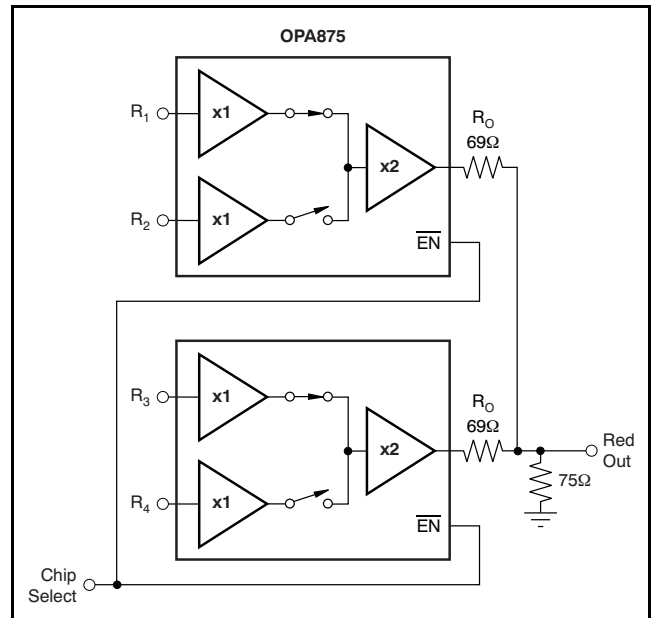 OPA875
R1
x1
x2
RO
69Ω
R2
x1
EN
R3
x1
x2
RO
69Ω
Red
Out
75Ω
R4
x1
EN
Chip
Select